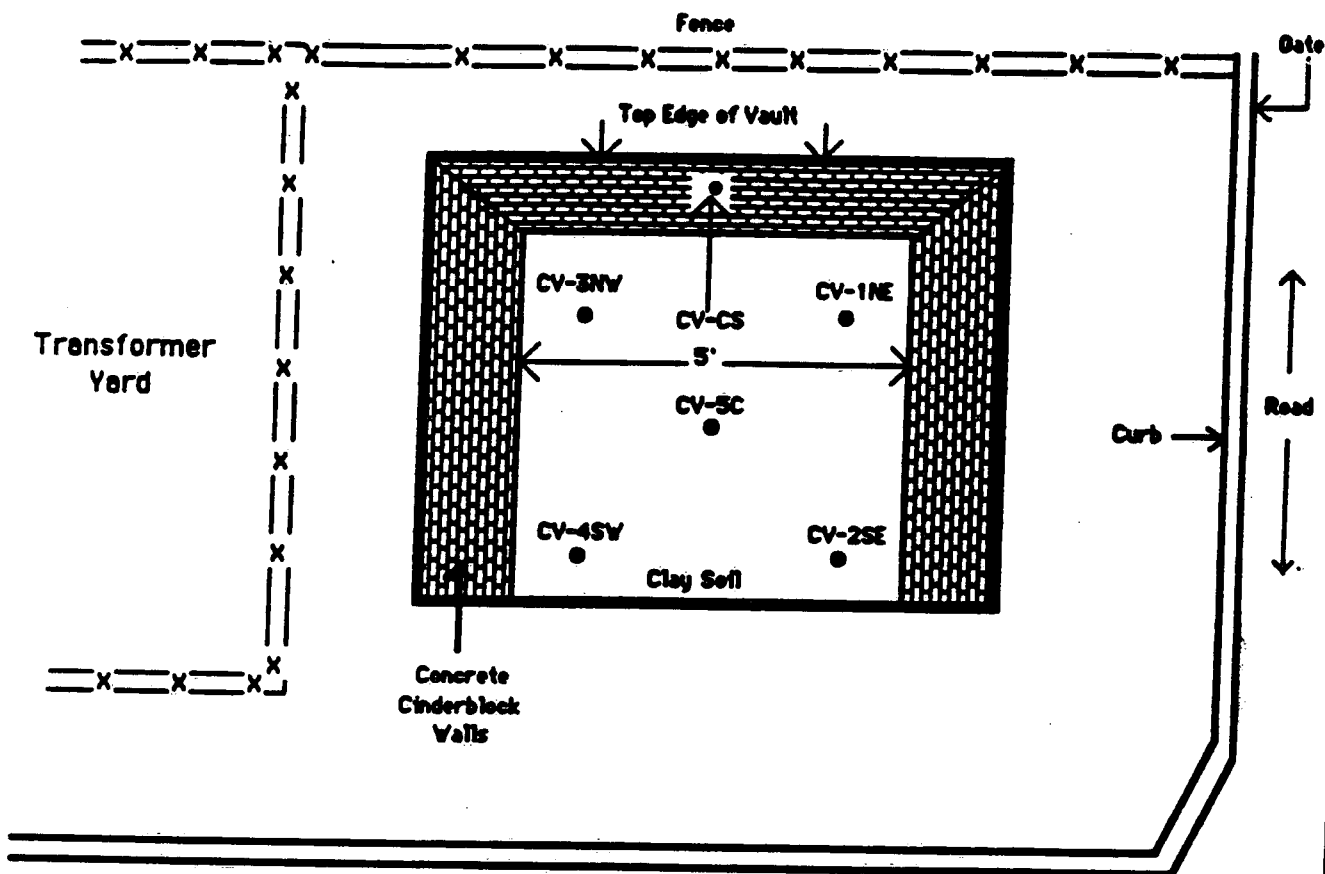 Fence
Gate
Top Edge of Vault
CV-3NW
CV-1NE
CV-CS
Transformer
Yard
5'
CV-5C
Road
Curb
CV-4SW
CV-2SE
Clay Soil
Concrete
Cinderblock
Walls